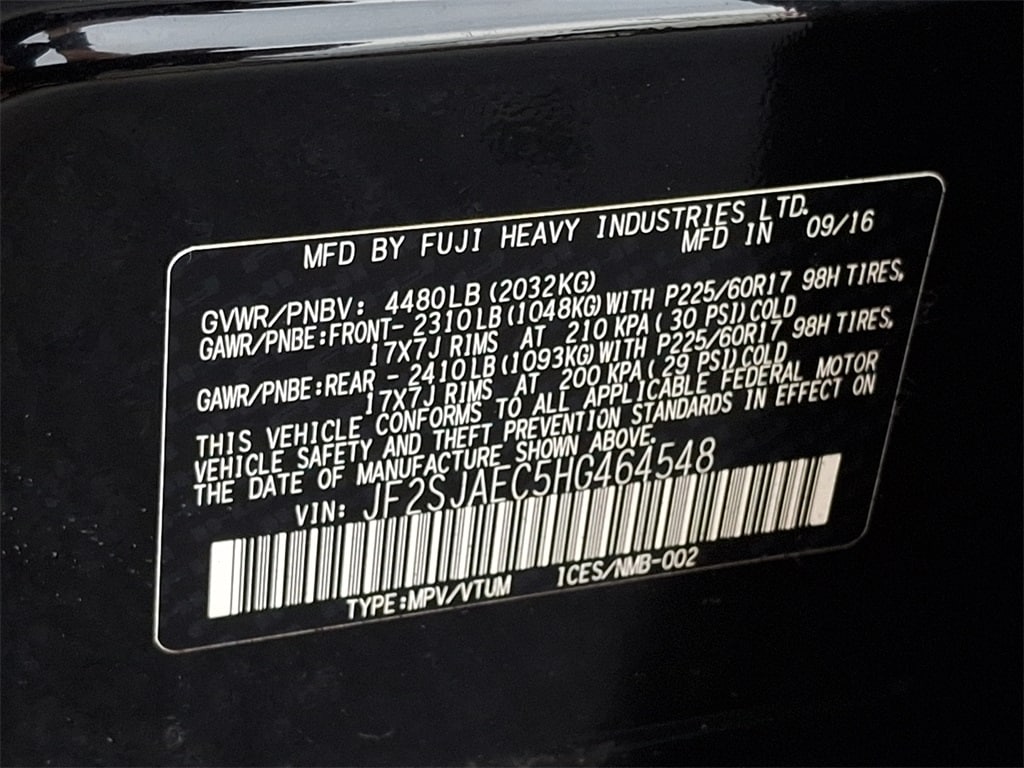 MFD BY FUJI HEAVY INDUSTRIES LTD.
MFD IN 09/16
GVWR/PNBV: 4480LB (2032KG)
GAWR/PNBE:FRONT- 2310LB (1048KG) WITH P225/60R17 98H TIRES,
17X7J RIMS AT 210 KPA ( 30 PSI) COLD
GAWR/PNBE:REAR - 2410LB (1093KG) WITH P225/60R17 98H TIRES,
17X7J RIMS AT 200 KPA ( 29 PSI) COLD
THIS VEHICLE CONFORMS TO ALL APPLICABLE FEDERAL MOTOR
VEHICLE SAFETY AND THEFT PREVENTION STANDARDS IN EFFECT ON
THE DATE OF MANUFACTURE SHOWN ABOVE.
VIN: JF2SJAEC5HG464548
TYPE:MPV/VTUM ICES/NMB-002